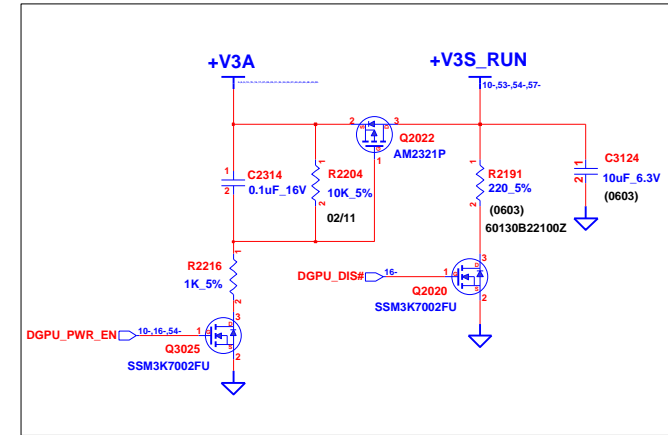 +V3A
+V3S_RUN
10-,53-,54-,57-
2
3
Q2022
AM2321P
1
S
D
G
1
C2314
2
0.1uF_16V
1
R2204
10K_5%
2
02/11
1
R2191
220_5%
2
(0603)
60130B22100Z
1
C3124
2
10uF_6.3V
(0603)
1
R2216
1K_5%
2
DGPU_DIS#
16-
1
G
D
S
3
Q2020
2
SSM3K7002FU
DGPU_PWR_EN
10-,16-,54-
1
G
D
S
3
Q3025
2
SSM3K7002FU